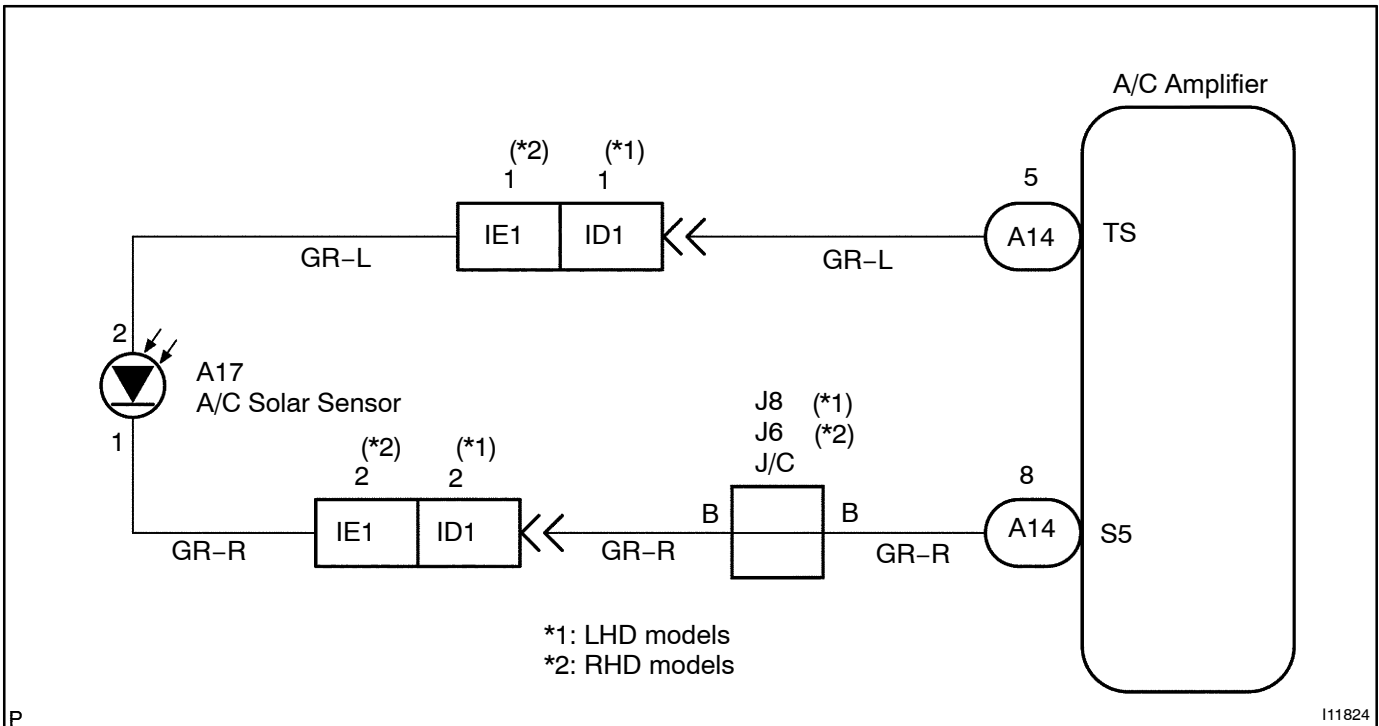 A/C Amplifier
(*2) (*1)
1 1
5
IE1 ID1
A14
TS
GR−L
GR−L
2
A17
A/C Solar Sensor
1
J8 (*1)
J6 (*2)
J/C
(*2) (*1)
2 2
8
IE1 ID1
B B
A14
S5
GR−R
GR−R
GR−R
*1: LHD models
*2: RHD models
P
I11824